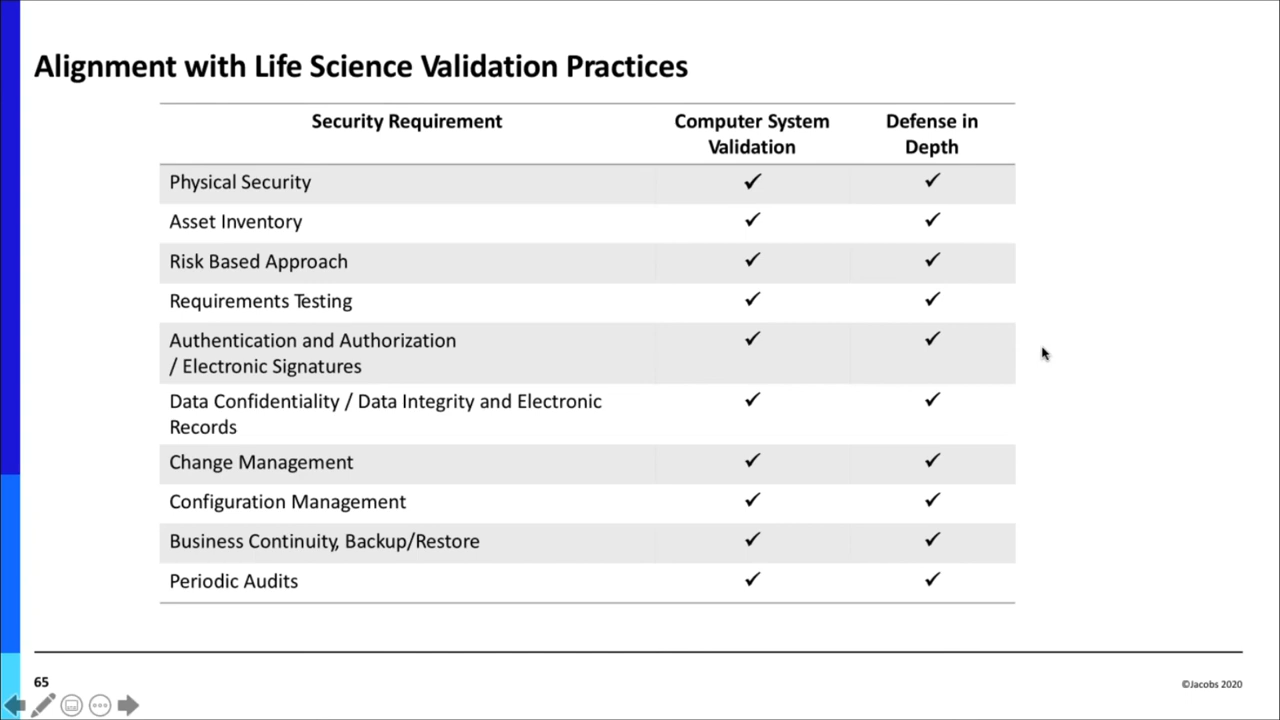 Alignment with Life Science Validation Practices
Security Requirement
Computer System
Validation
Defense in
Depth
Physical Security ✓ ✓
Asset Inventory ✓ ✓
Risk Based Approach ✓ ✓
Requirements Testing ✓ ✓
Authentication and Authorization ✓ ✓
/ Electronic Signatures
Data Confidentiality / Data Integrity and Electronic ✓ ✓
Records
Change Management ✓ ✓
Configuration Management ✓ ✓
Business Continuity, Backup/Restore ✓ ✓
Periodic Audits ✓ ✓
65
©Jacobs 2020